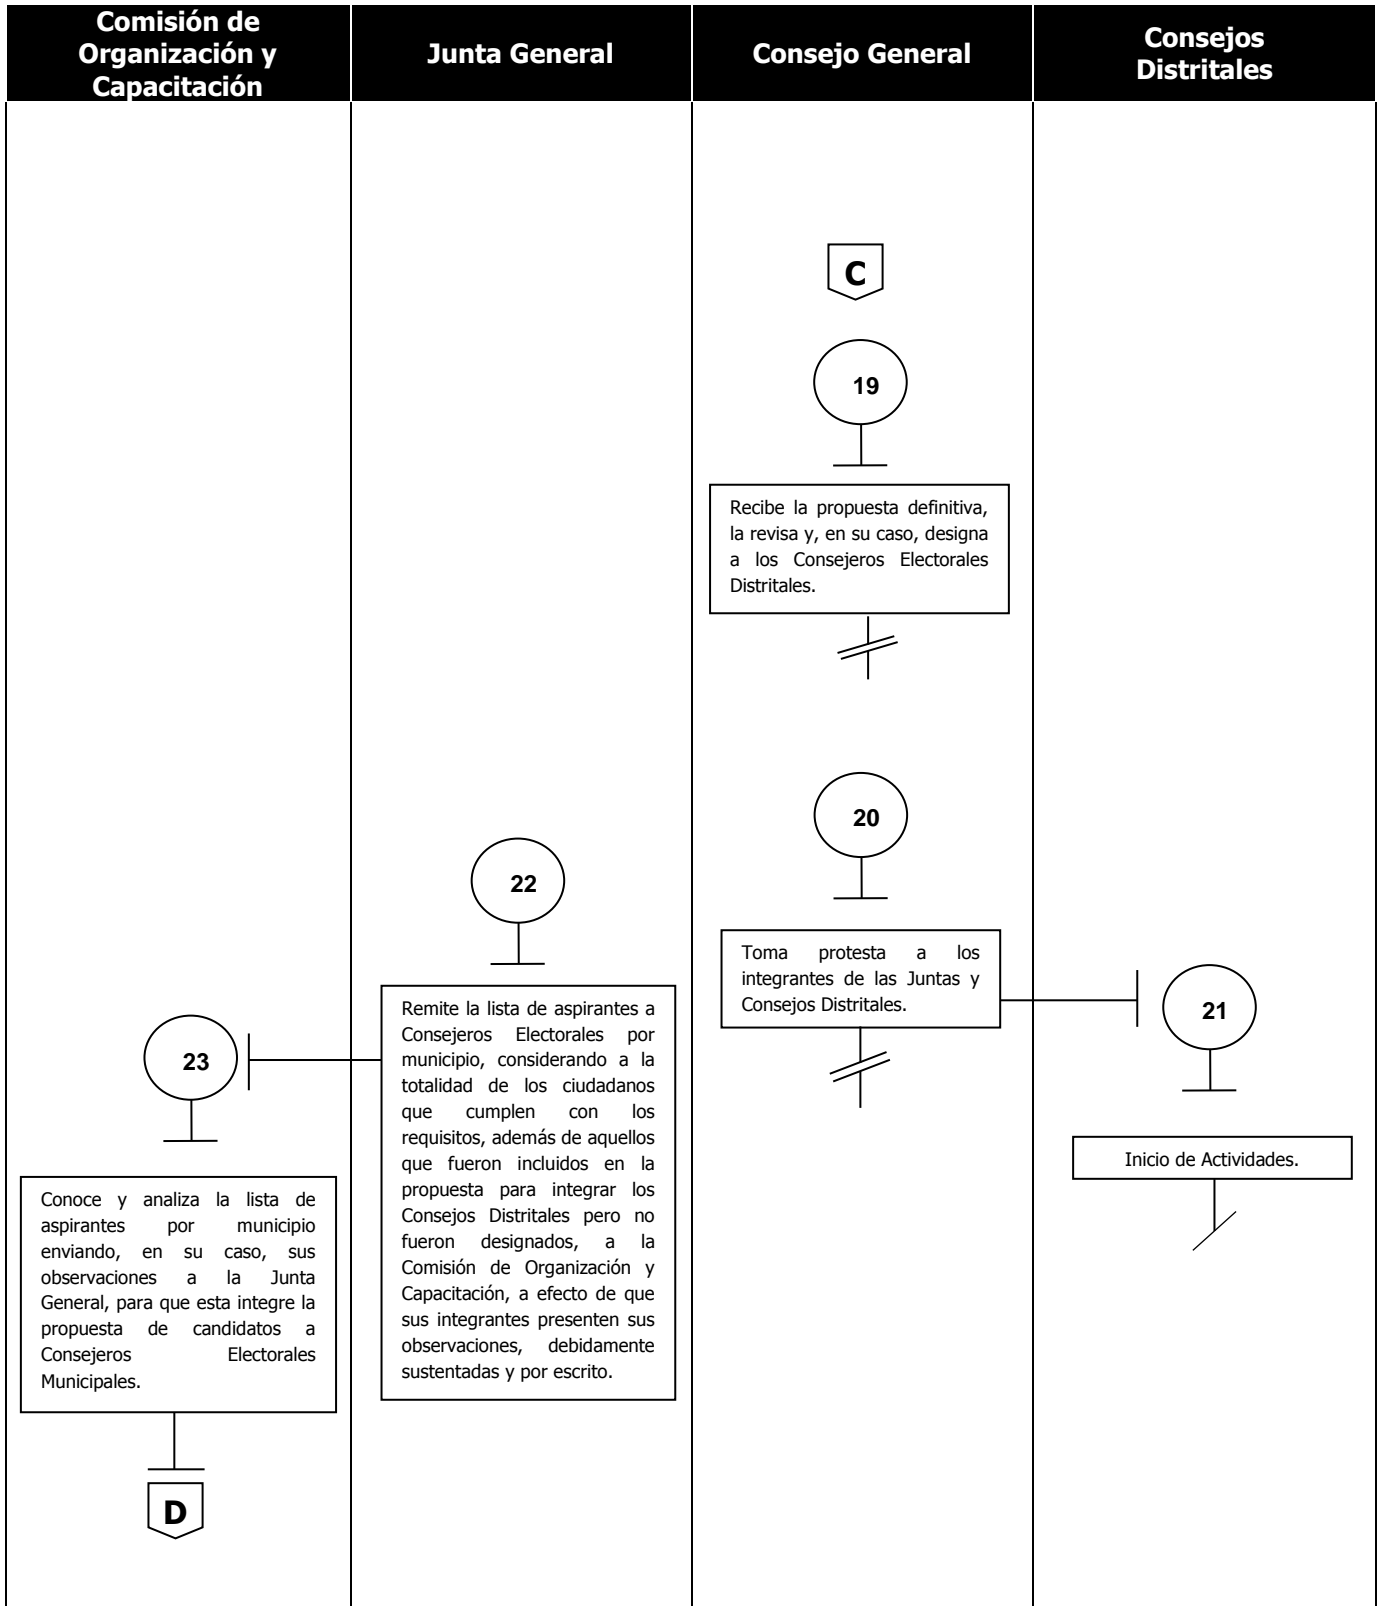 Comisión de
Organización y
Capacitación
Junta General
Consejo General
Consejos
Distritales
C
19
Recibe la propuesta definitiva,
la revisa y, en su caso, designa
a los Consejeros Electorales
Distritales.
20
Toma protesta a los
integrantes de las Juntas y
Consejos Distritales.
21
Inicio de Actividades.
22
Remite la lista de aspirantes a
Consejeros Electorales por
municipio, considerando a la
totalidad de los ciudadanos
que cumplen con los
requisitos, además de aquellos
que fueron incluidos en la
propuesta para integrar los
Consejos Distritales pero no
fueron designados, a la
Comisión de Organización y
Capacitación, a efecto de que
sus integrantes presenten sus
observaciones, debidamente
sustentadas y por escrito.
23
Conoce y analiza la lista de
aspirantes por municipio
enviando, en su caso, sus
observaciones a la Junta
General, para que esta integre la
propuesta de candidatos a
Consejeros Electorales
Municipales.
D